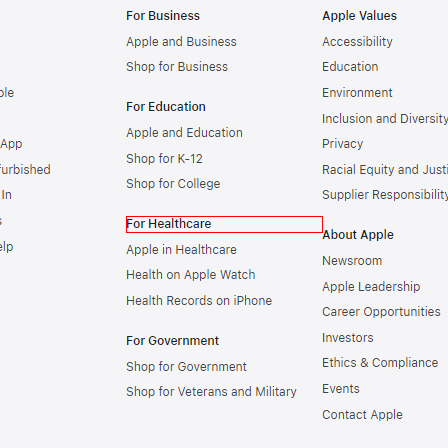 ple
App
urbished
In
s
elp
For Business
Apple and Business
Shop for Business
For Education
Apple and Education
Shop for K-12
Shop for College
For Healthcare
Apple in Healthcare
Health on Apple Watch
Health Records on iPhone
For Government
Shop for Government
Shop for Veterans and Military
Apple Values
Accessibility
Education
Environment
Inclusion and Diversity
Privacy
Racial Equity and Justi
Supplier Responsibility
About Apple
Newsroom
Apple Leadership
Career Opportunities
Investors
Ethics & Compliance
Events
Contact Apple